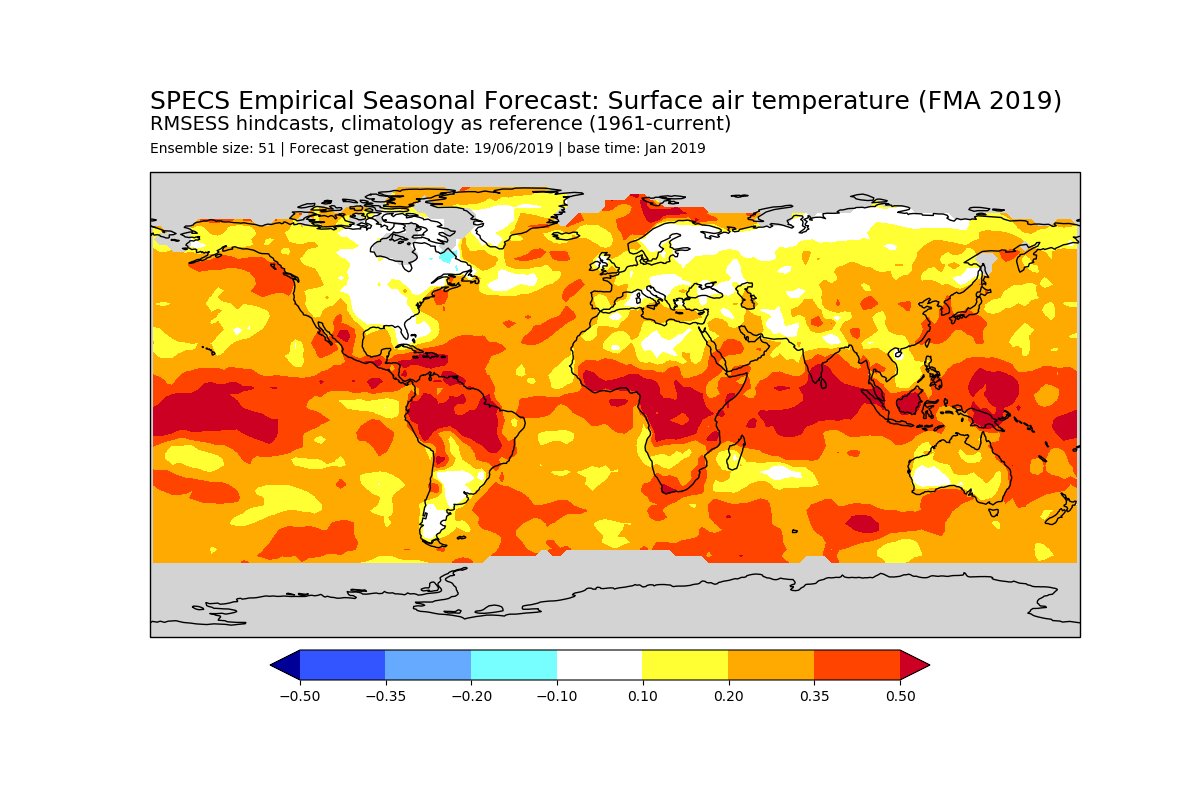 SPECS Empirical Seasonal Forecast: Surface air temperature (FMA 2019)
RMSESS hindcasts, climatology as reference (1961-current)
Ensemble size: 51 | Forecast generation date: 19/06/2019 | base time: Jan 2019
−0.50 −0.35 −0.20 −0.10 0.10 0.20 0.35 0.50